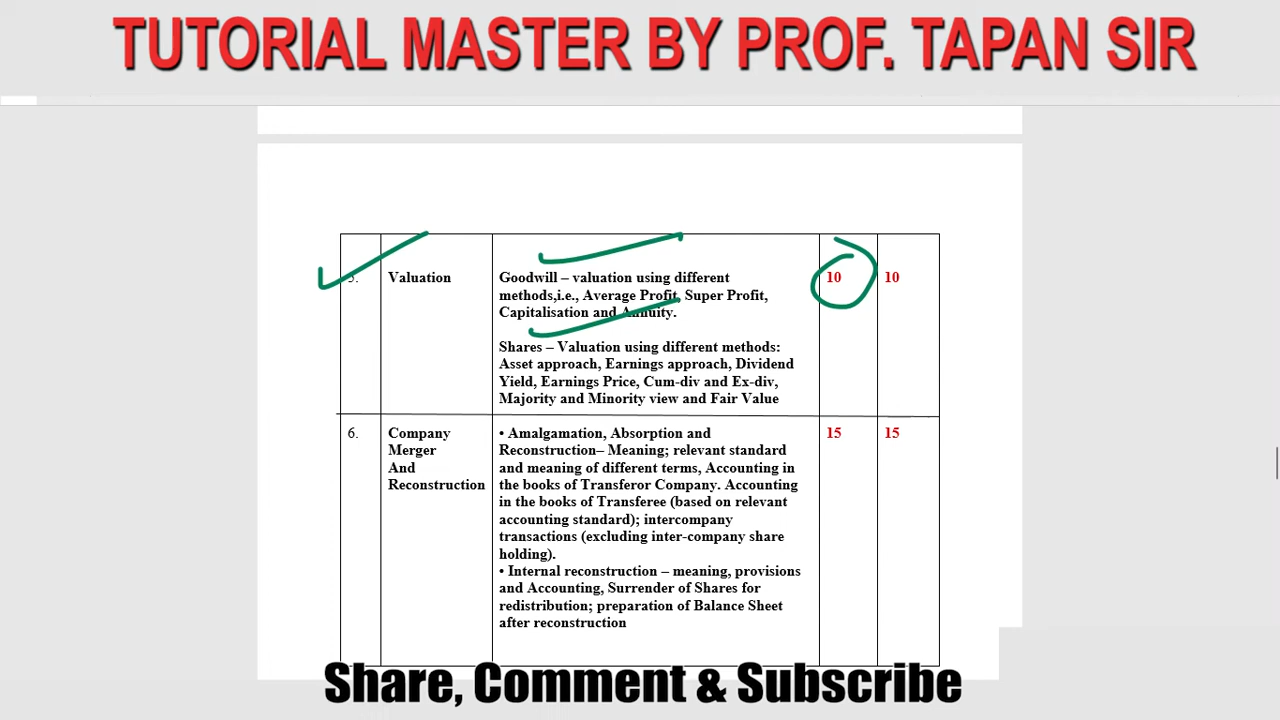 TUTORIAL MASTER BY PROF. TAPAN SIR
5. Valuation Goodwill – valuation using different 10 10
methods,i.e., Average Profit, Super Profit,
Capitalisation and Annuity.
Shares – Valuation using different methods:
Asset approach, Earnings approach, Dividend
Yield, Earnings Price, Cum-div and Ex-div,
Majority and Minority view and Fair Value
6. Company • Amalgamation, Absorption and 15 15
Merger Reconstruction– Meaning; relevant standard
And and meaning of different terms, Accounting in
Reconstruction the books of Transferor Company. Accounting
in the books of Transferee (based on relevant
accounting standard); intercompany
transactions (excluding inter-company share
holding).
• Internal reconstruction – meaning, provisions
and Accounting, Surrender of Shares for
redistribution; preparation of Balance Sheet
after reconstruction
Share, Comment & Subscribe